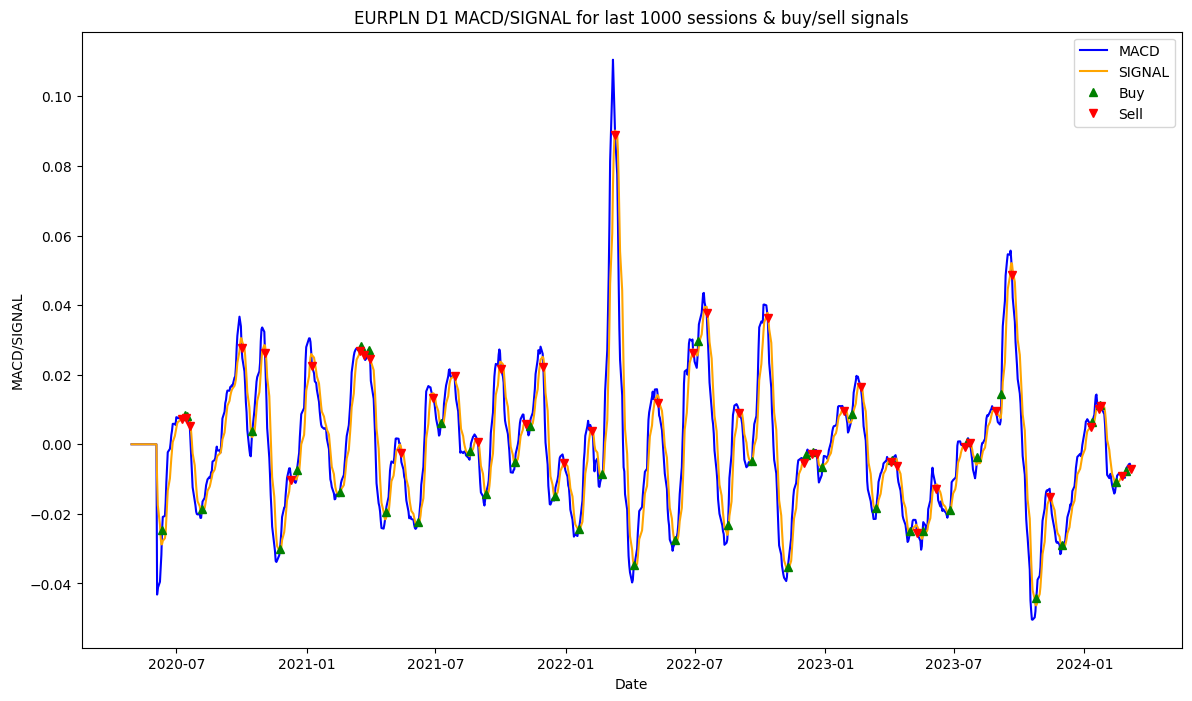 EURPLN D1 MACD/SIGNAL for last 1000 sessions & buy/sell signals
MACD
SIGNAL
Buy
Sell
0.10
0.08
0.06
0.04
0.02
0.00
−0.02
−0.04
MACD/SIGNAL
2020-07
2021-01
2021-07
2022-01
2022-07
2023-01
2023-07
2024-01
Date